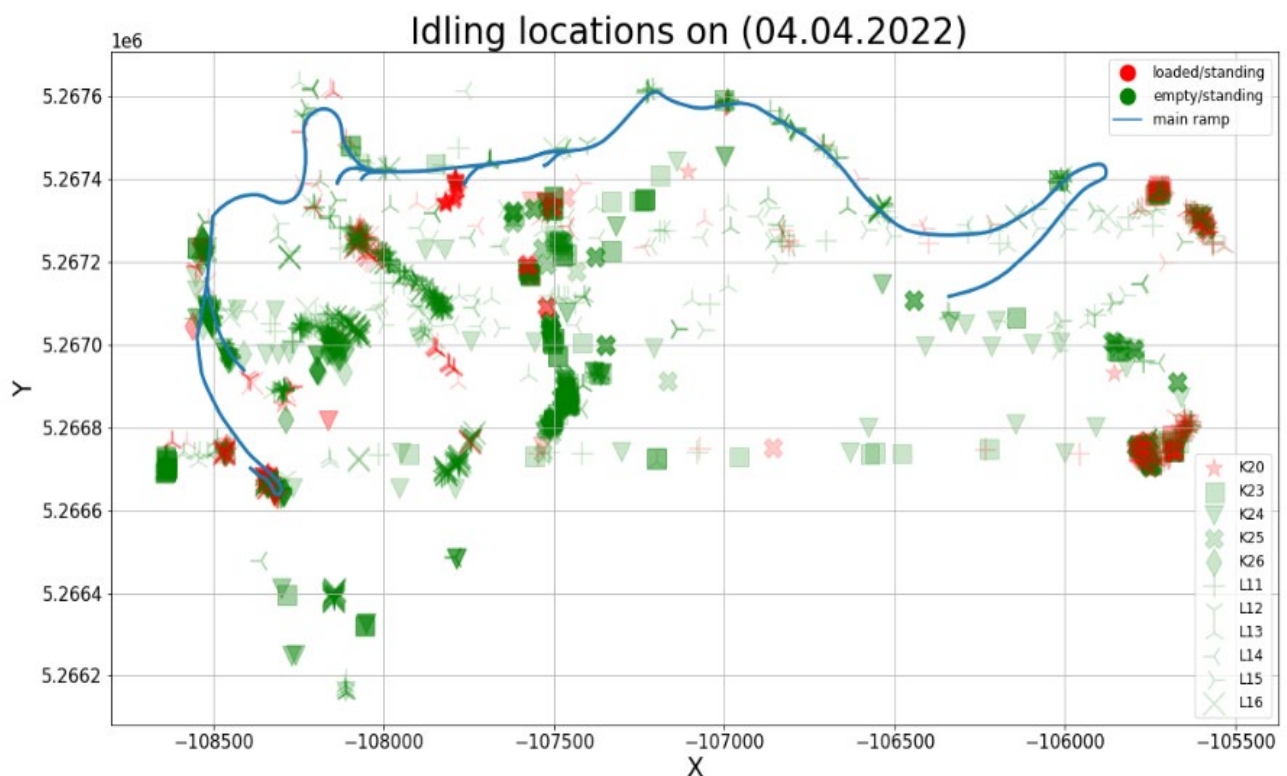 Idling locations on (04.04.2022)
1e6
loaded/standing
empty/standing
main ramp
5.2676
5.2674
5.2672
5.2670
5.2668
5.2666
5.2664
5.2662
Y
K20
K23
K24
K25
K26
L11
L12
L13
L14
L15
L16
−108500
−108000
−107500
−107000
−106500
−106000
−105500
X